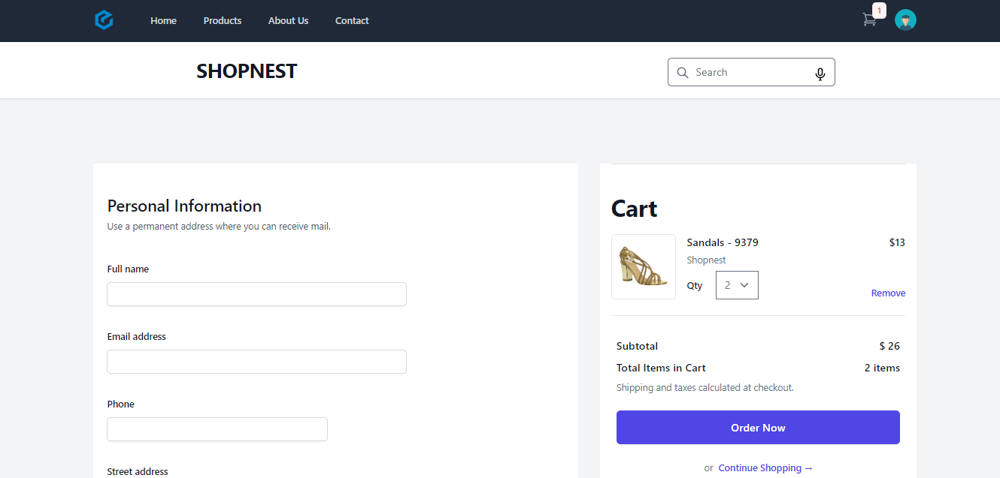 Home Products About Us Contact 1
SHOPNEST
Search
Personal Information
Use a permanent address where you can receive mail.
Full name
Email address
Phone
Street address
Cart
Sandals - 9379 $13
Shopnest
Qty 2
Remove
Subtotal $ 26
Total Items in Cart 2 items
Shipping and taxes calculated at checkout.
Order Now
or Continue Shopping →